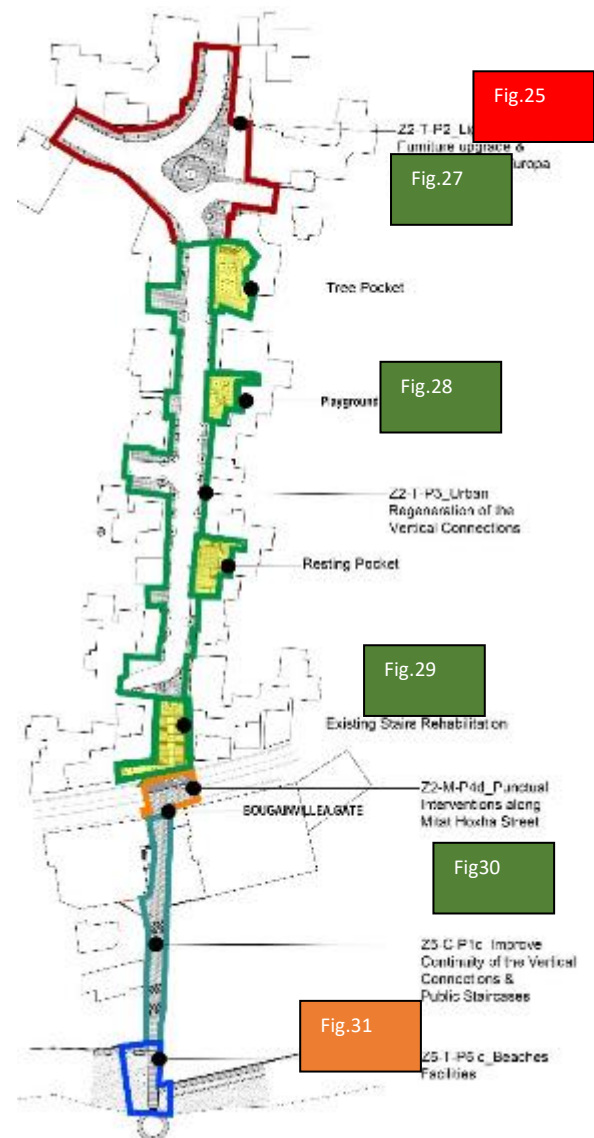 Fig.25
Z2-T-P2_
Furniture upgrade &
Fig.27
Tree Pocket
Fig.28
Playground
Z2-T-P3_Urban
Regeneration of the
Vertical Connections
Resting Pocket
Fig.29
Existing Stairs Rehabilitation
Z2-M-P4d_Punctual
Interventions along
Mitat Hoxha Street
BOUGAINVILLEA GATE
Fig30
Z5-C-P1c_Improve
Continuity of the Vertical
Connections &
Public Staircases
Fig.31
Z5-T-P6 c_Beaches
Facilities